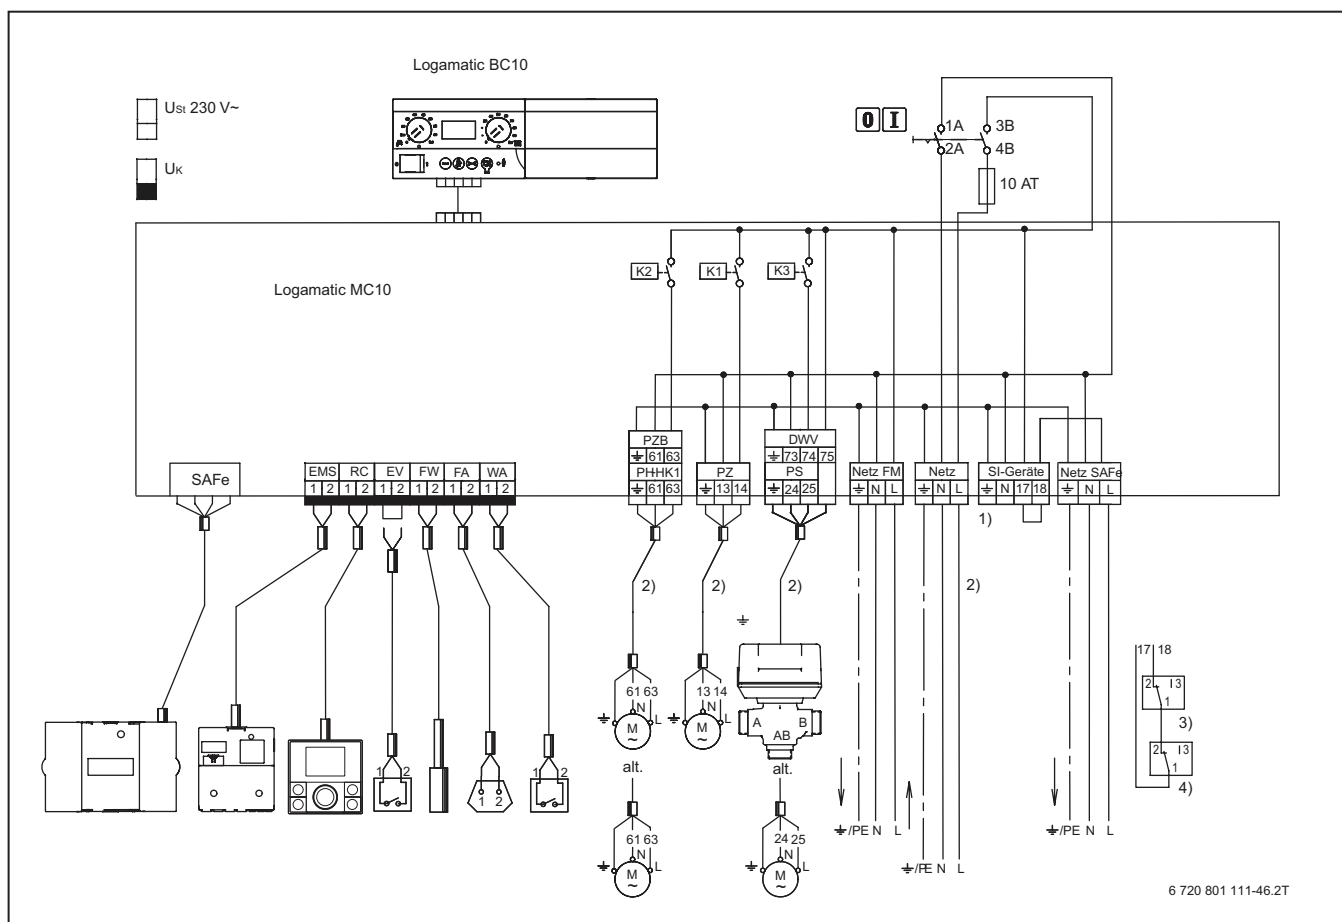 Logamatic BC10
USt 230 V~
UK
0 I
1A 3B
2A 4B
10 AT
K2 K1 K3
Logamatic MC10
PZB DWV
61 63 73 74 75
SAFe
EMS RC EV FW FA WA
PH-HK1 PZ PS Netz FM Netz SI-Geräte Netz SAFe
1 2 1 2 1 2 1 2 1 2 1 2
61 63 13 14 24 25 N L N L N 17 18 N L
1)
2) 2) 2) 2)
17 18
2 1 3
1
3)
2 1 3
1
4)
61 63 13 14
N L N L
M ~ M ~
A B
AB
alt. alt.
1 2 1 2
1 2
/PE N L
/PE N L
/PE N L
61 63 24 25
N L N L
M ~ M ~
6 720 801 111-46.2T